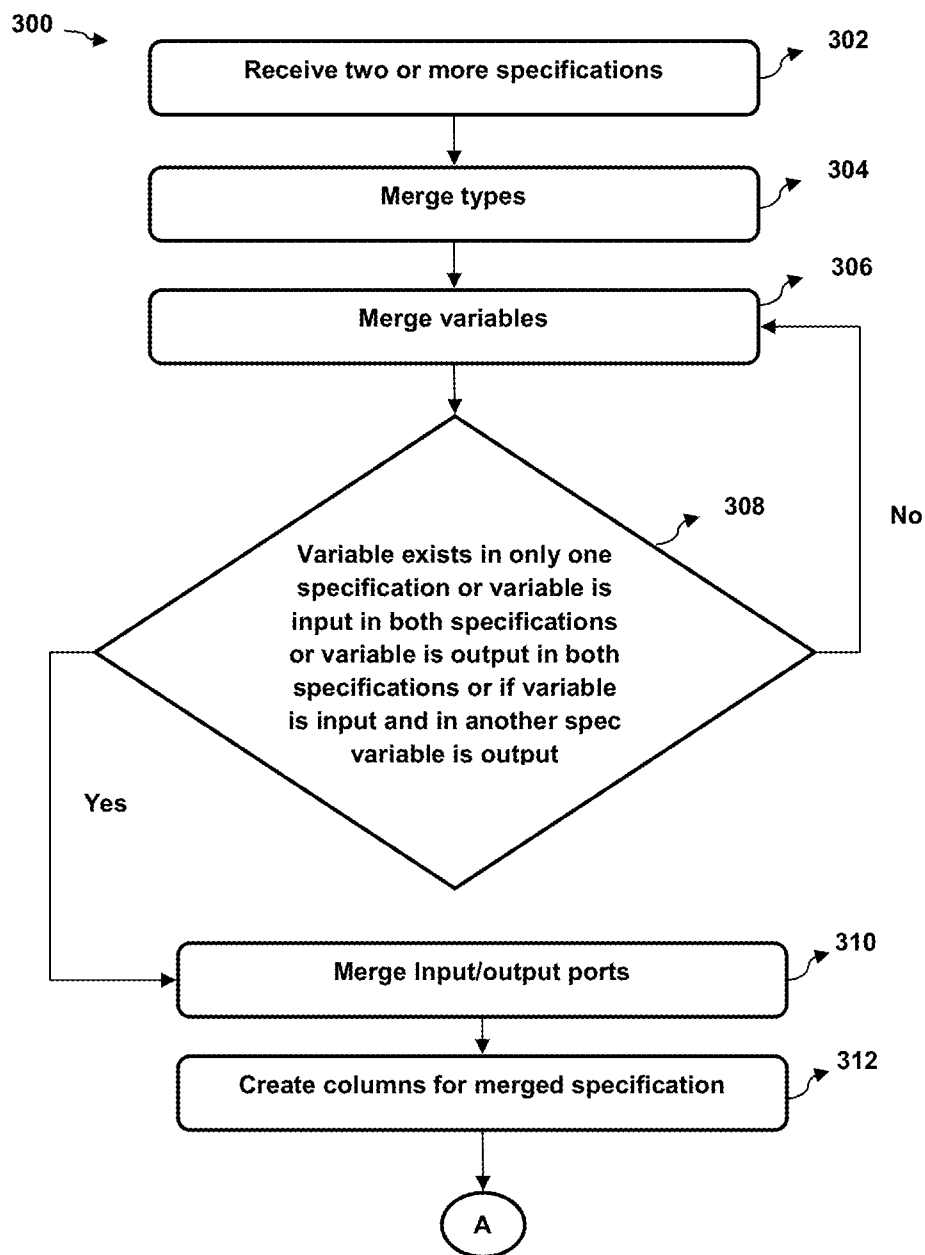 300
302
Receive two or more specifications
304
Merge types
306
Merge variables
308
No
Variable exists in only one
specification or variable is
input in both specifications
or variable is output in both
specifications or if variable
is input and in another spec
variable is output
Yes
310
Merge Input/output ports
312
Create columns for merged specification
A